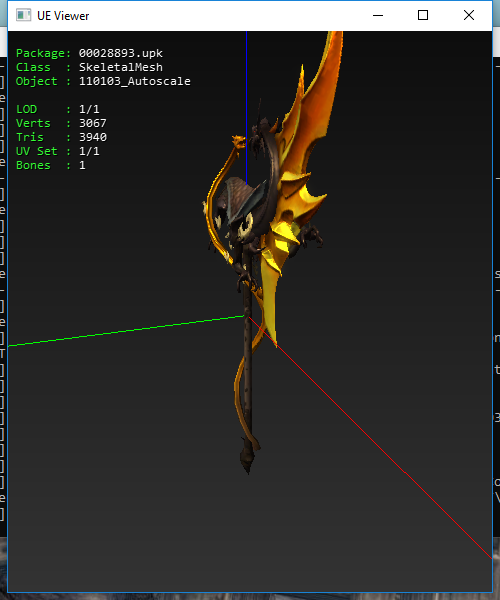 UE Viewer
Package: 00028893.upk
Class : SkeletalMesh
Object : 110103_Autoscale
LOD : 1/1
Verts : 3067
Tris : 3940
UV Set : 1/1
Bones : 1